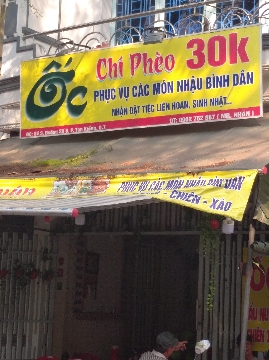 Ốc Chí Phèo 30k
PHỤC VỤ CÁC MÓN NHẬU BÌNH DÂN
NHẬN ĐẶT TIỆC LIÊN HOAN, SINH NHẬT...
PHỤC VỤ CÁC MÓN NHẬU BÌNH DÂN
CHIÊN - XÀO